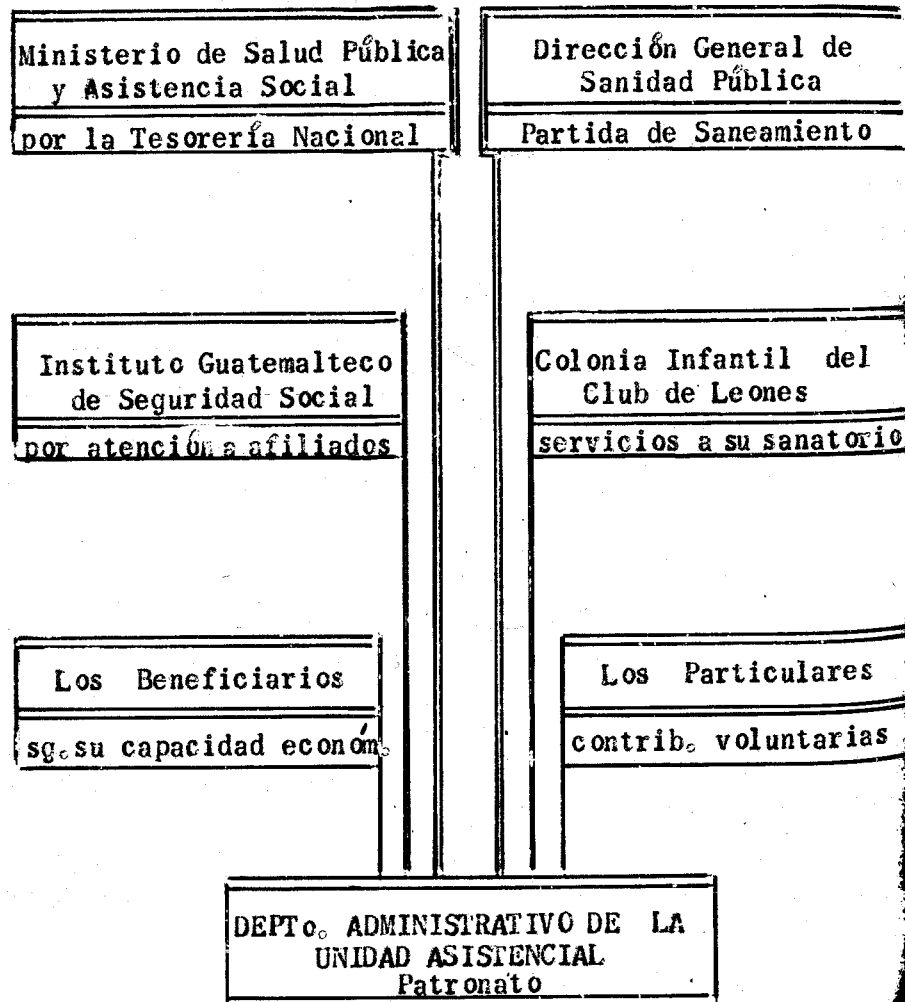 Ministerio de Salud Pública
y Asistencia Social
por la Tesorería Nacional
Dirección General de
Sanidad Pública
Partida de Saneamiento
Instituto Guatemalteco
de Seguridad Social
por atención a afiliados
Colonia Infantil del
Club de Leones
servicios a su sanatorio
Los Beneficiarios
sg. su capacidad económ.
Los Particulares
contrib. voluntarias
DEPTo. ADMINISTRATIVO DE LA
UNIDAD ASISTENCIAL
Patronato